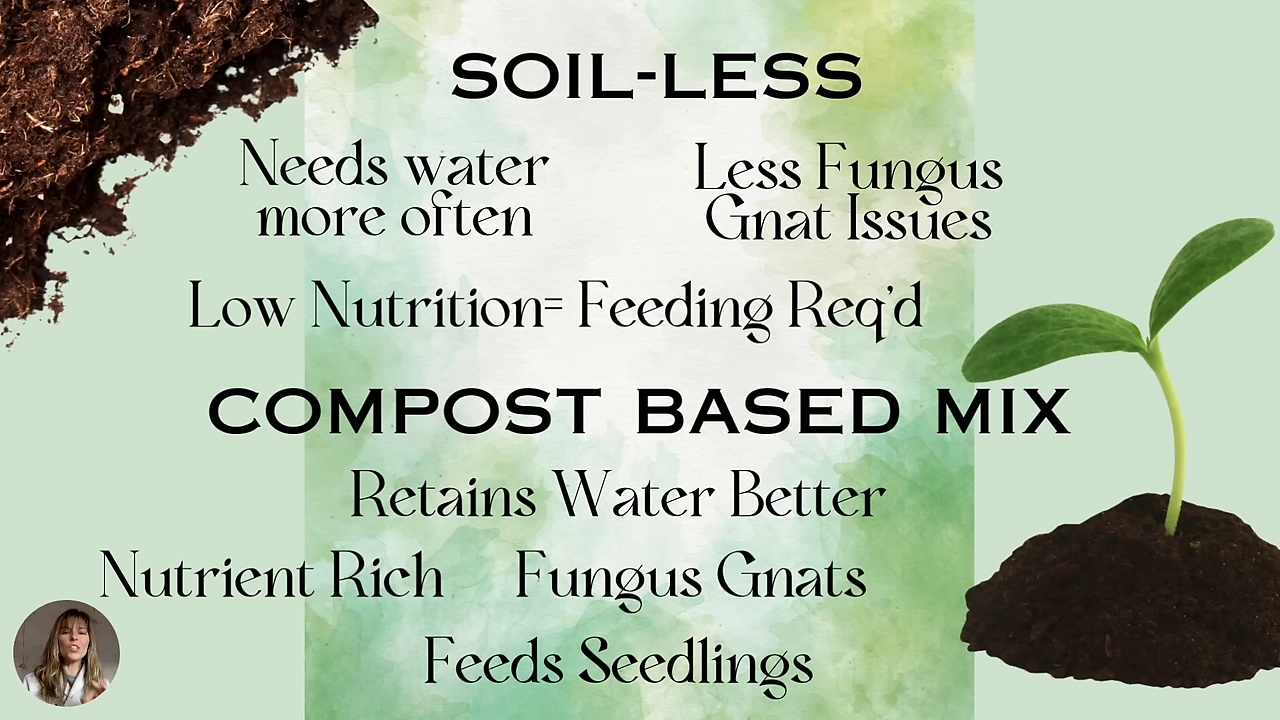 SOIL-LESS
Needs water
more often
Less Fungus
Gnat Issues
Low Nutrition= Feeding Req'd
COMPOST BASED MIX
Retains Water Better
Nutrient Rich
Fungus Gnats
Feeds Seedlings